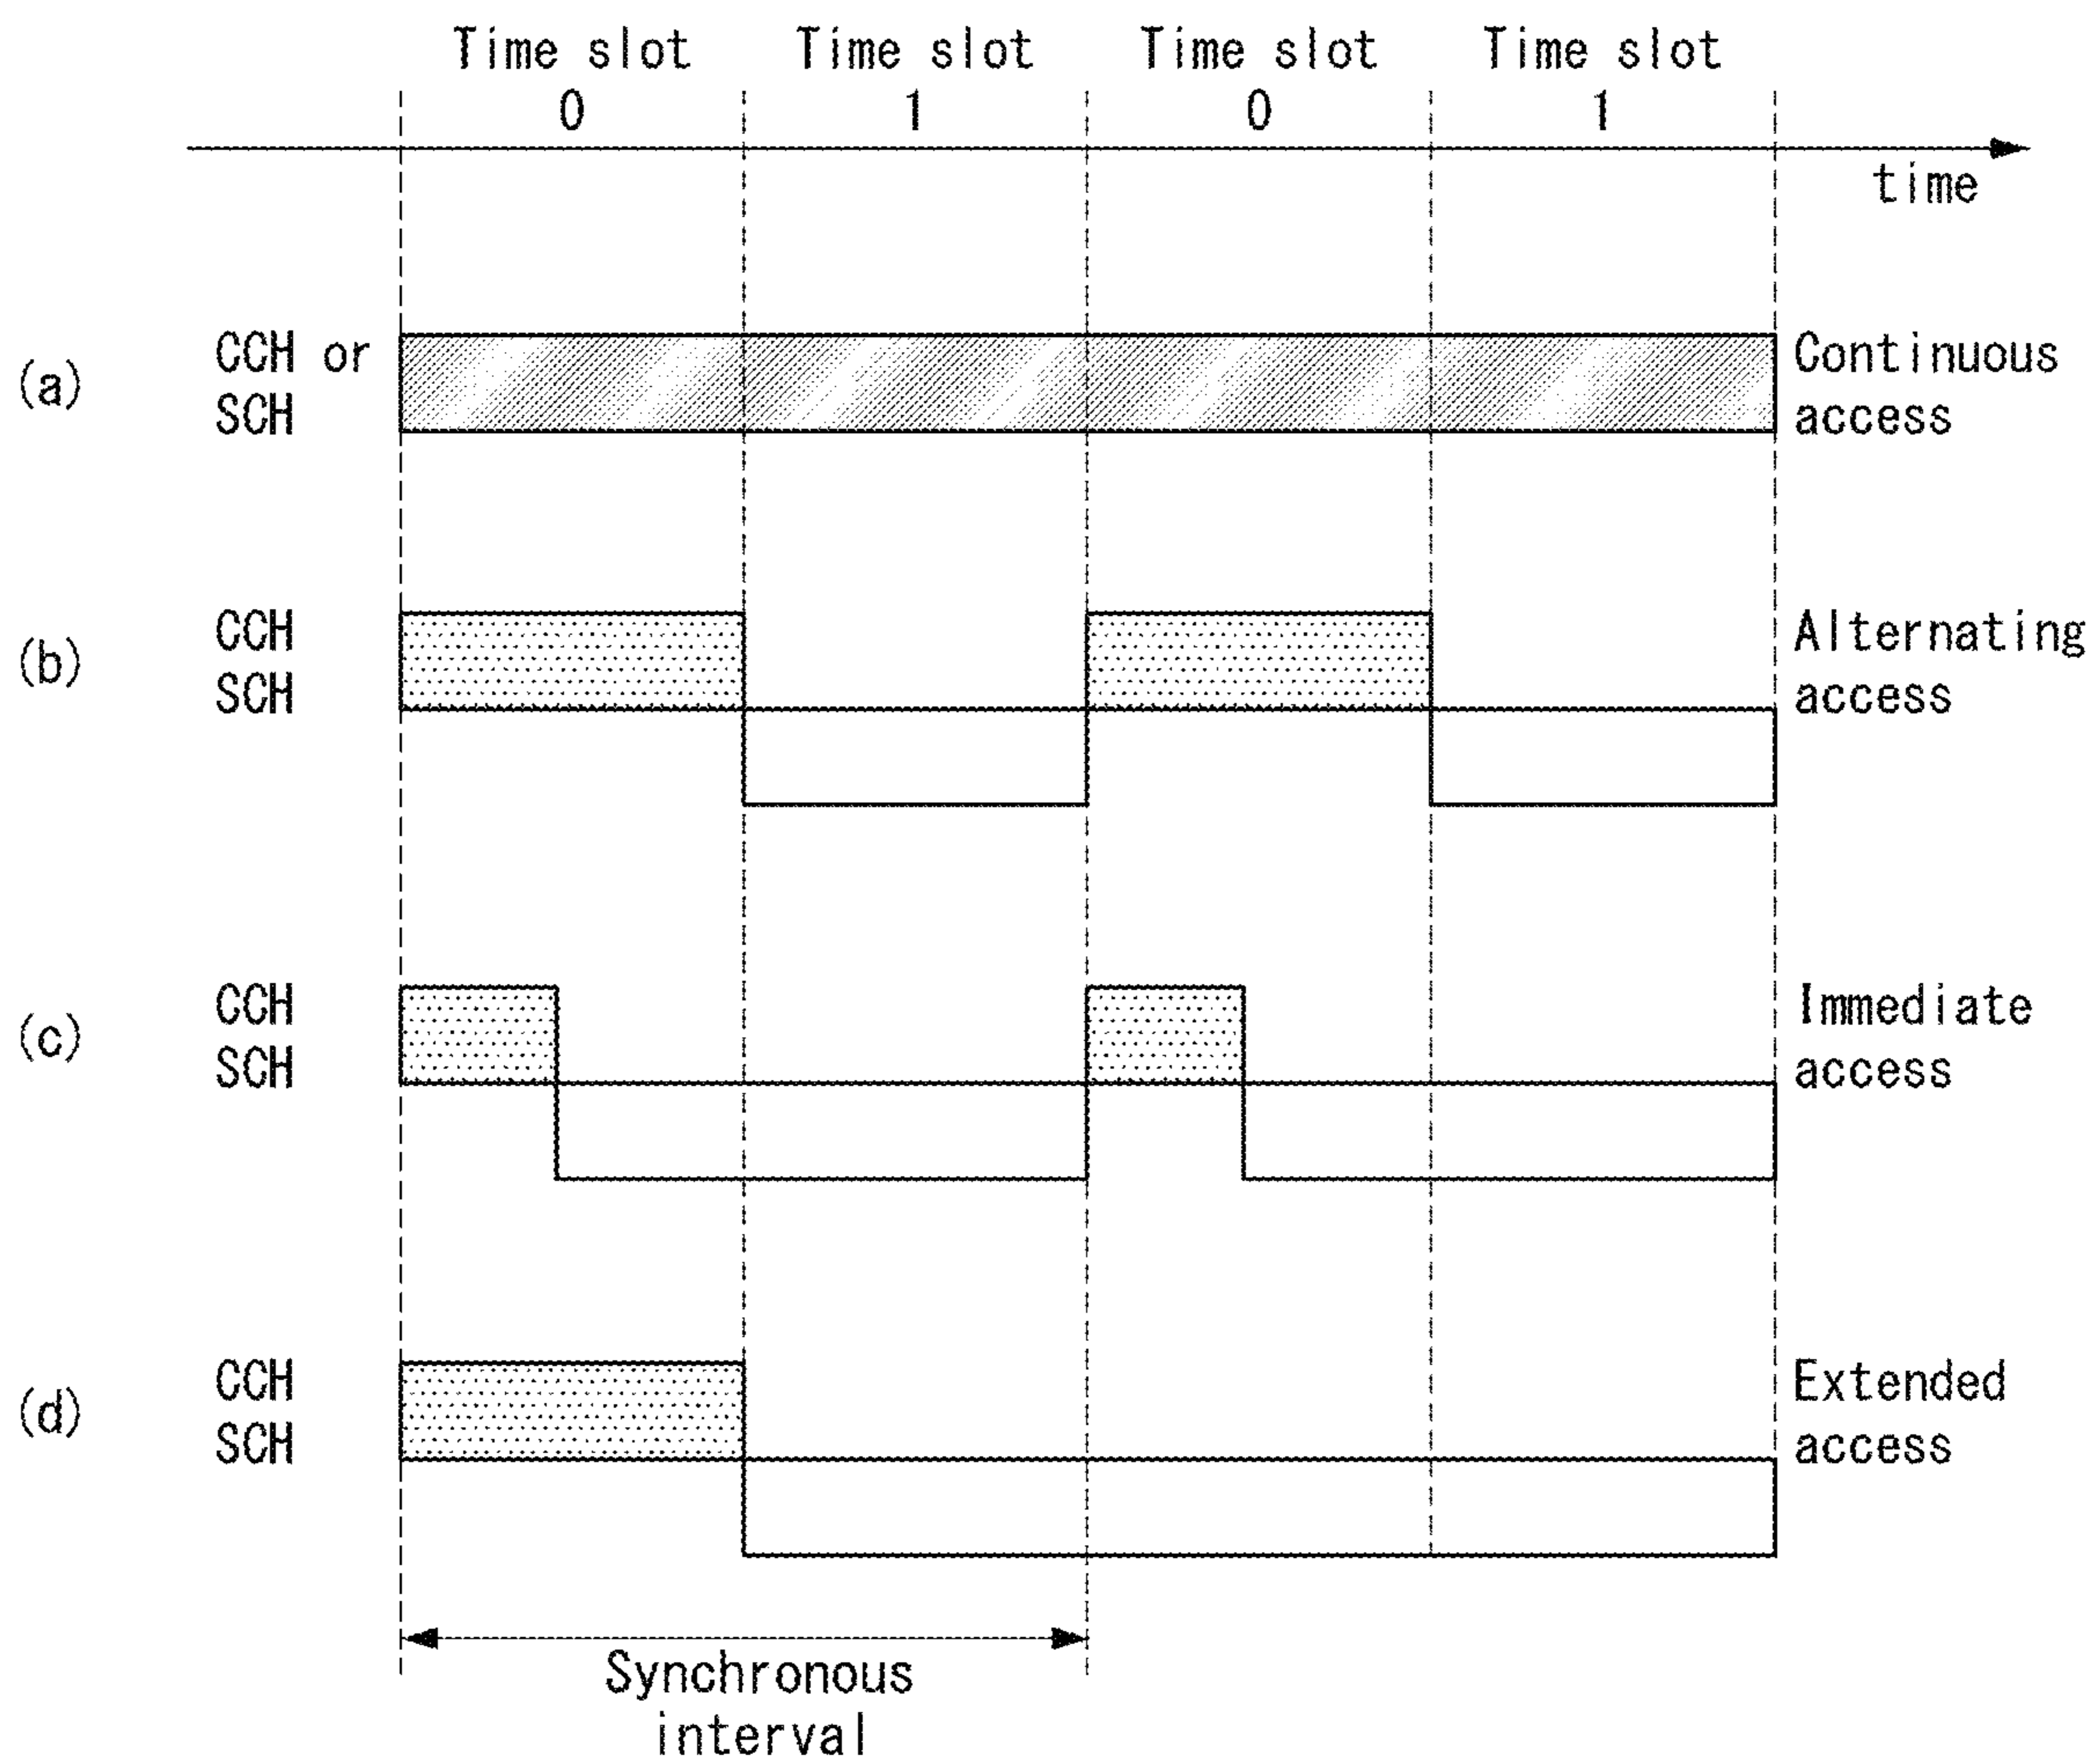 Time slot Time slot Time slot Time slot
0 1 0 1
time
(a)
CCH or
SCH
Continuous
access
(b)
CCH
SCH
Alternating
access
(c)
CCH
SCH
Immediate
access
(d)
CCH
SCH
Extended
access
Synchronous
interval